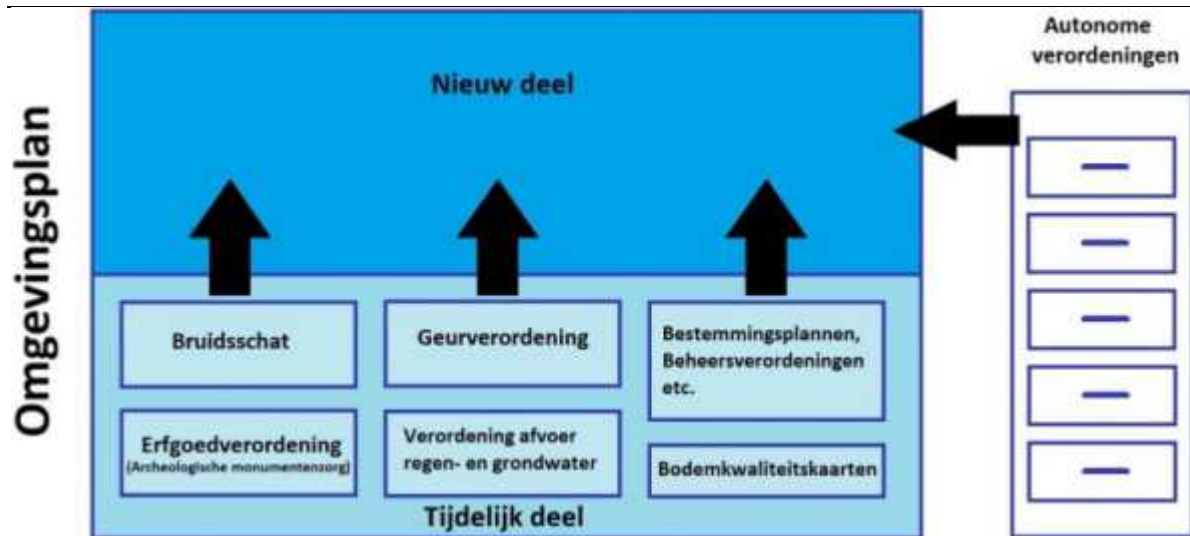 Omgevingsplan
Nieuw deel
Autonome
verordeningen
Bruidsschat
Geurverordening
Bestemmingsplannen,
Beheersverordeningen
etc.
Erfgoedverordening
(Archeologische monumentenzorg)
Verordening afvoer
regen- en grondwater
Bodemkwaliteitskaarten
Tijdelijk deel